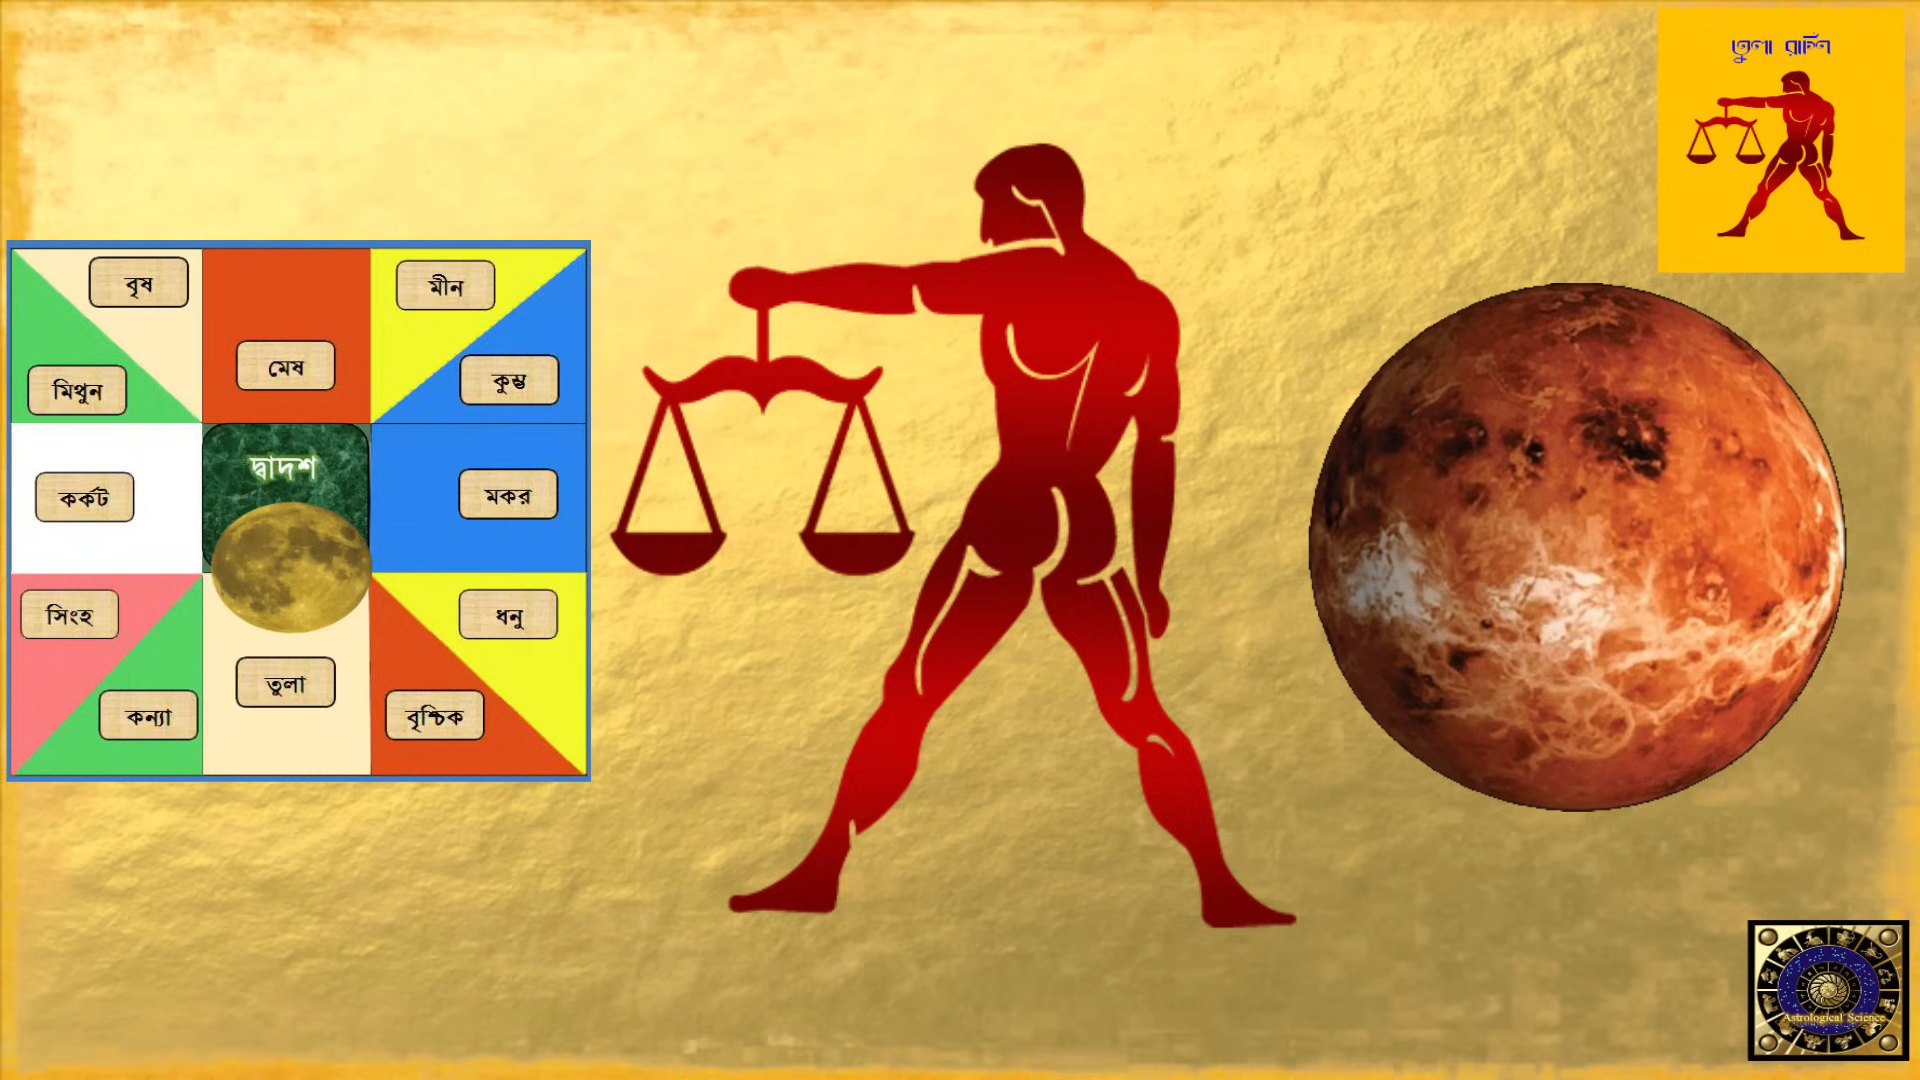 তুলা রাশি
বৃষ
মেষ
মীন
মিথুন
কুম্ভ
দ্বাদশ
কর্কট
মকর
সিংহ
ধনু
কন্যা
তুলা
বৃশ্চিক
Astrological Science